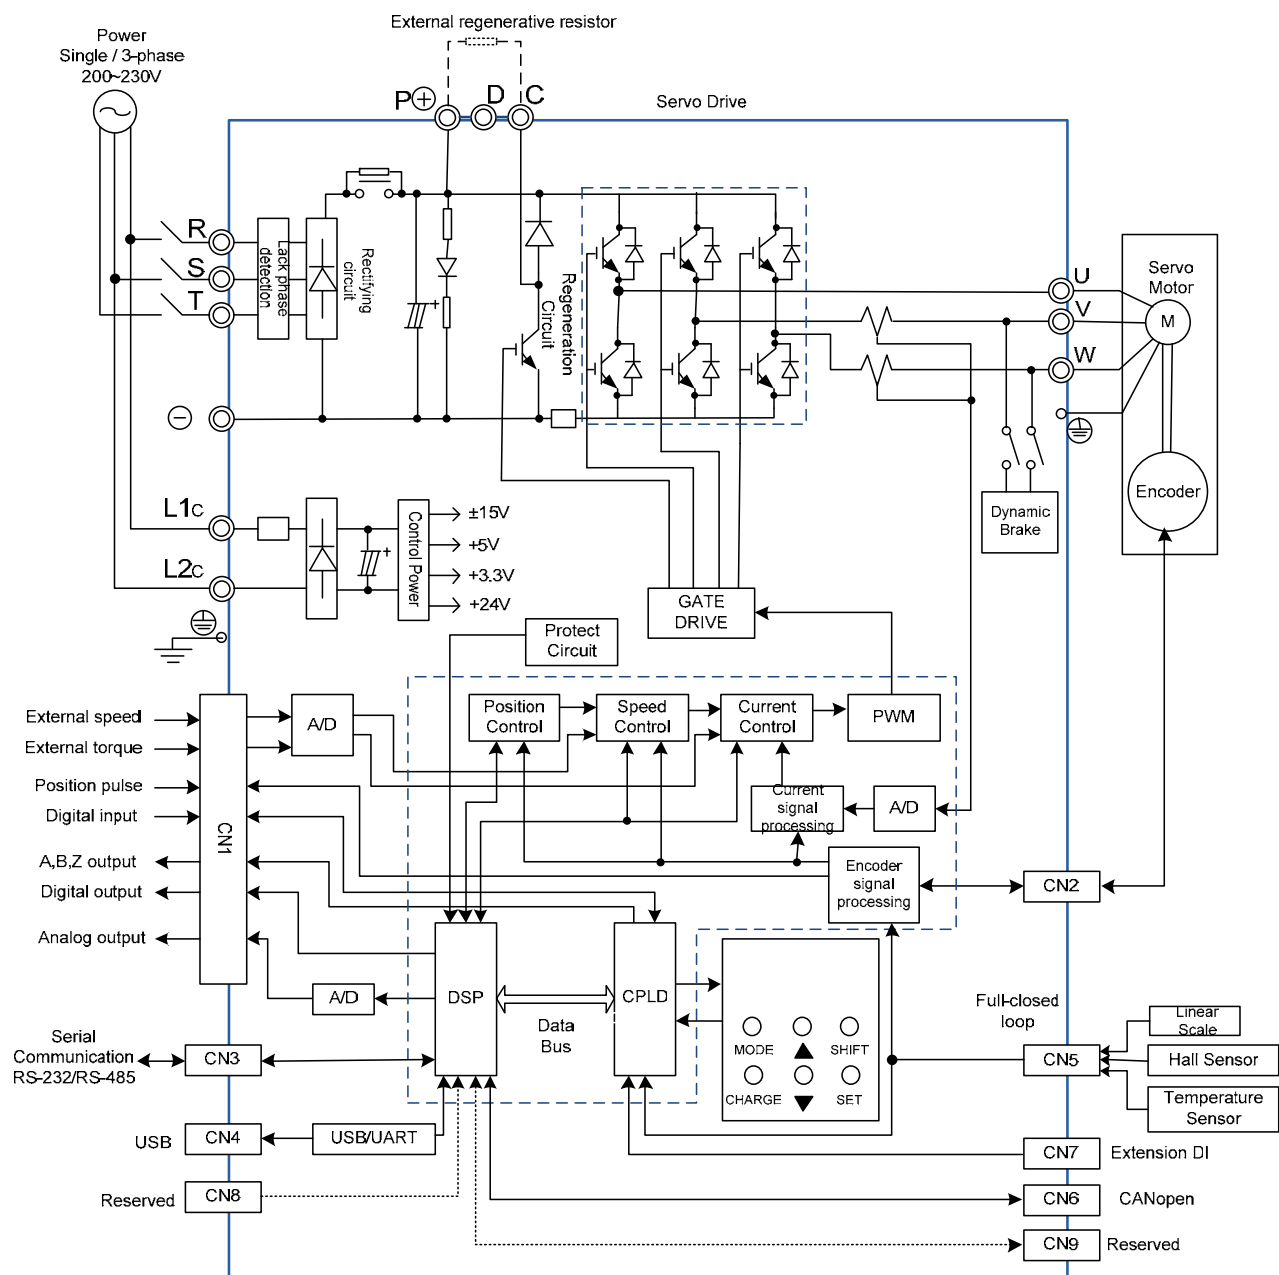 External regenerative resistor
Power
Single / 3-phase
200~230V
P
D
C
Servo Drive
R
S
T
Lack phase
detection
Rectifying
circuit
+
Regeneration
Circuit
U
V
W
Servo
Motor
M
Encoder
Dynamic
Brake
L1C
L2C
+
Control Power
±15V
+5V
+3.3V
+24V
GATE
DRIVE
Protect
Circuit
External speed
External torque
Position pulse
Digital input
A,B,Z output
Digital output
Analog output
CN1
A/D
Position
Control
Speed
Control
Current
Control
PWM
Current
signal
processing
A/D
Encoder
signal
processing
CN2
A/D
DSP
Data
Bus
CPLD
MODE
SHIFT
CHARGE
SET
Full-closed
loop
Serial
Communication
RS-232/RS-485
CN3
CN5
Linear
Scale
Hall Sensor
Temperature
Sensor
USB
CN4
USB/UART
CN7
Extension DI
Reserved
CN8
CN6
CANopen
CN9
Reserved